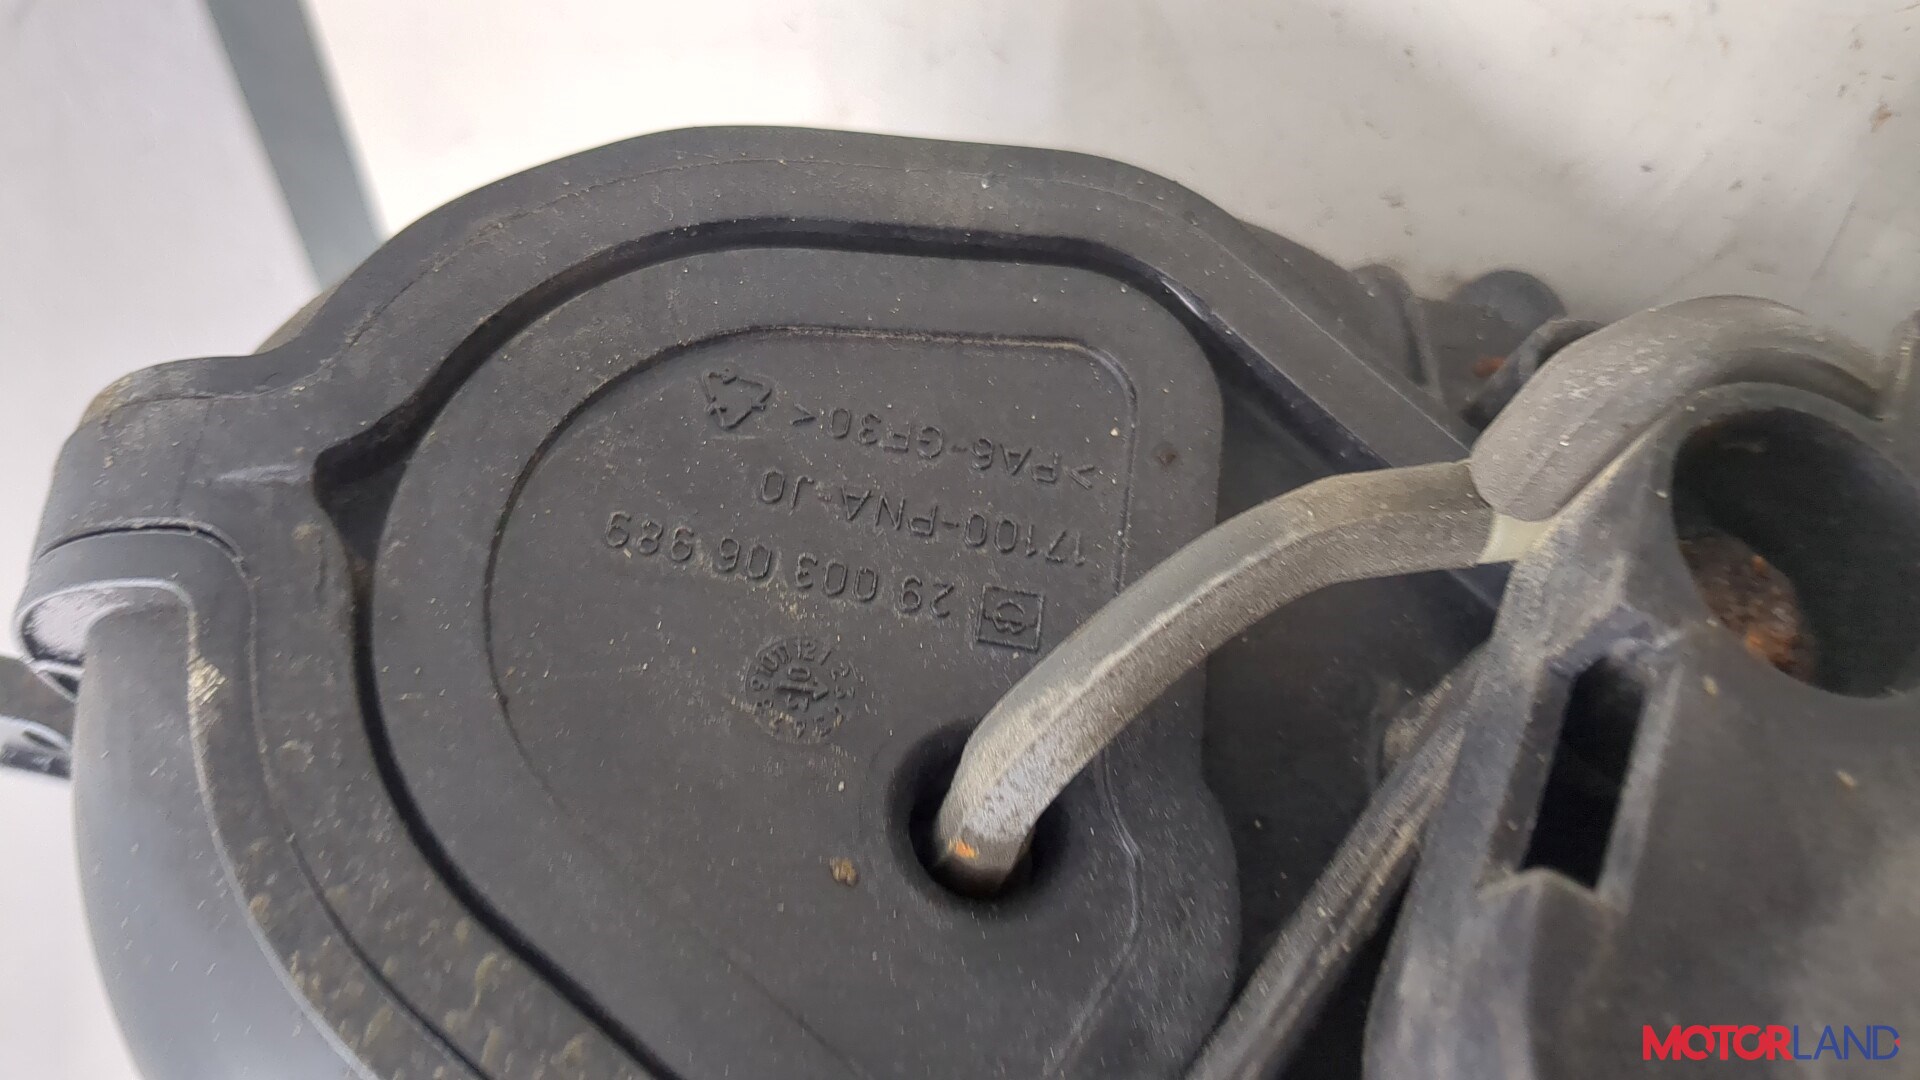 >PA6-GF30<
17100-PNA-J0
29 003 06 989
MOTORLAND